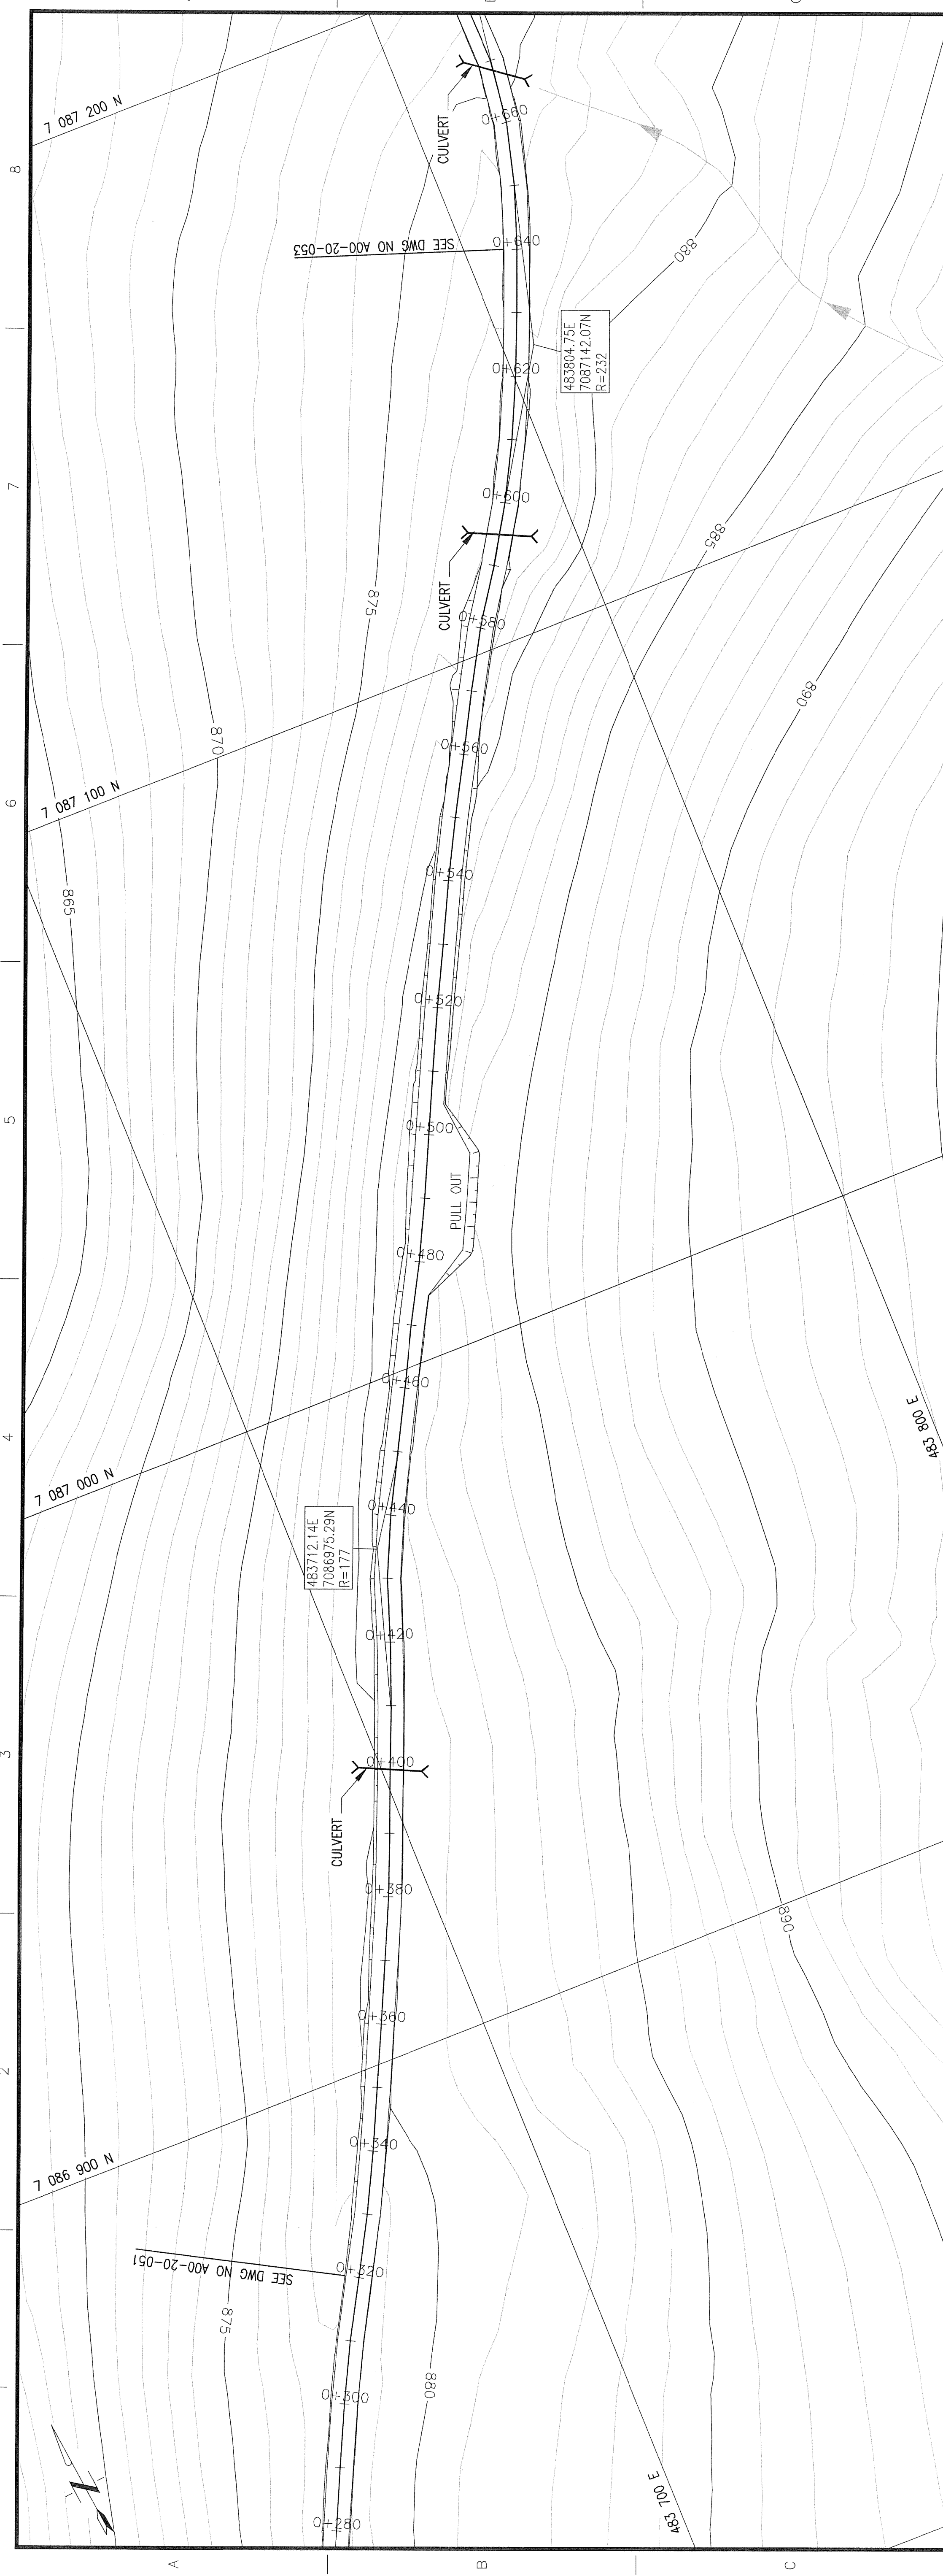 7 087 200 N
8
CULVERT
0+660
SEE DWG NO A00-20-053
0+640
880
483804.75E
7087142.07N
R=232
0+620
7
0+600
CULVERT
885
875
0+580
890
870
0+560
7 087 100 N
6
865
0+540
0+520
5
0+500
PULL OUT
0+480
0+460
483 800 E
4
7 087 000 N
0+440
483712.14E
7086975.29N
R=177
0+420
3
0+400
CULVERT
0+380
890
0+360
2
0+340
7 086 900 N
SEE DWG NO A00-20-051
0+320
875
880
0+300
483 700 E
N
0+280
A
B
C